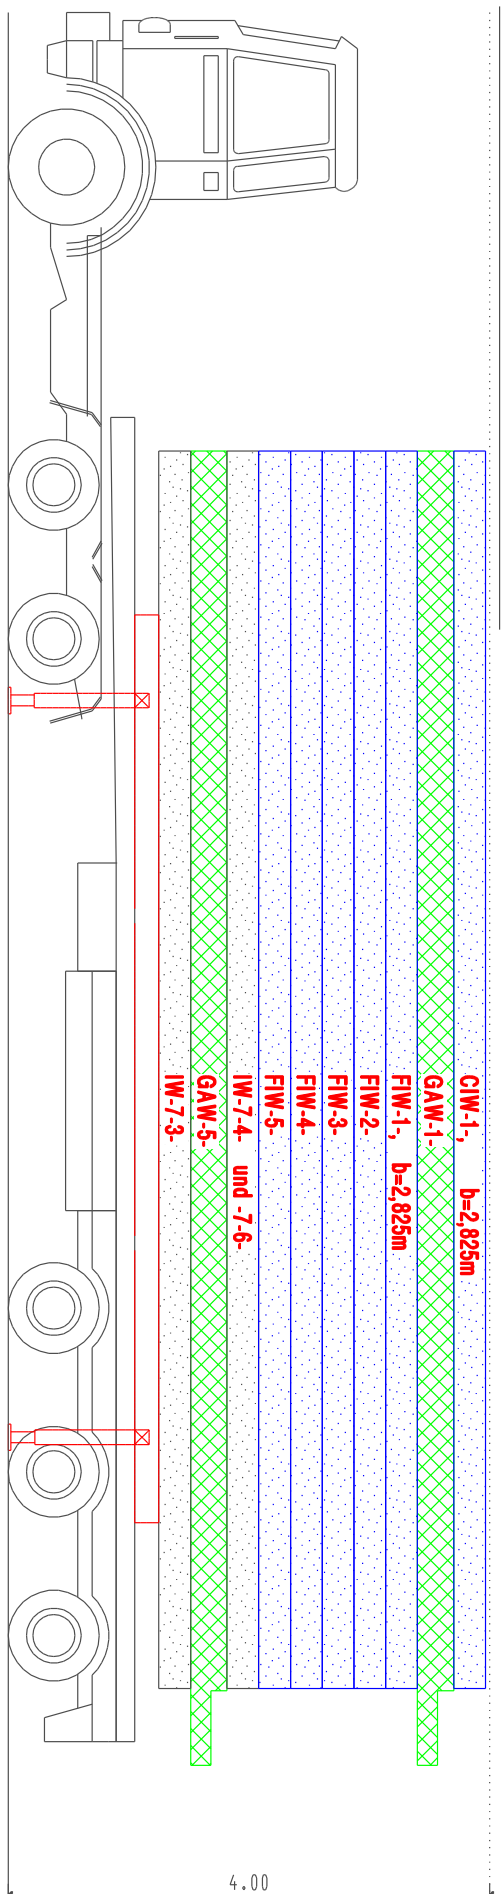 CIW-1-, b=2,825m
GAW-1-
FIW-1-, b=2,825m
FIW-2-
FIW-3-
FIW-4-
FIW-5-
IW-7-4- und -7-6-
GAW-5-
IW-7-3-
4.00